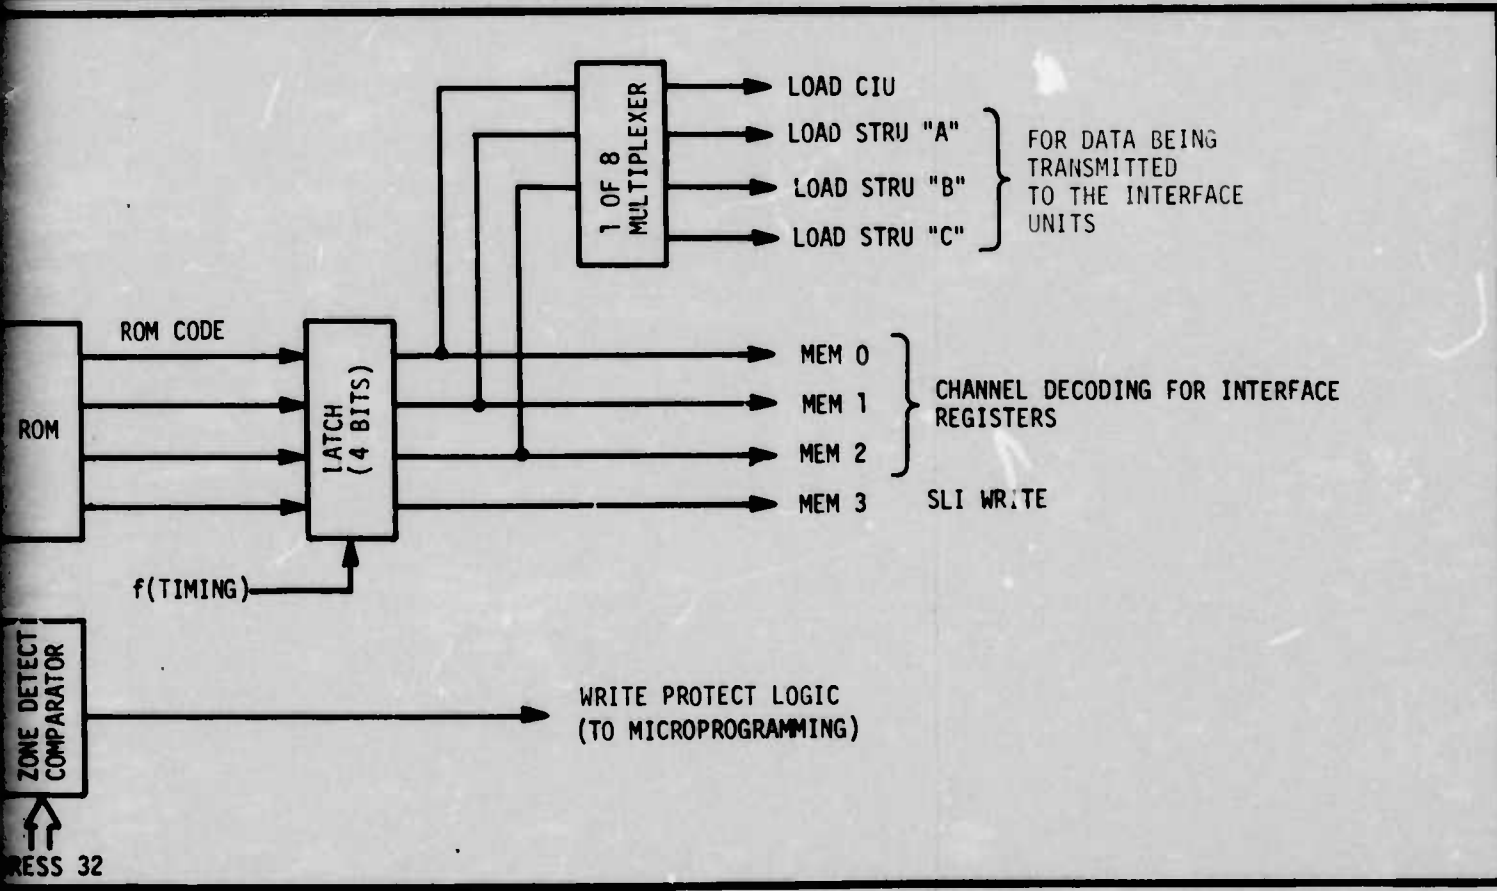 LOAD CIU
LOAD STRU "A"
LOAD STRU "B"
LOAD STRU "C"
1 OF 8
MULTIPLEXER
FOR DATA BEING
TRANSMITTED
TO THE INTERFACE
UNITS
ROM CODE
ROM
LATCH
(4 BITS)
MEM 0
MEM 1
MEM 2
MEM 3
CHANNEL DECODING FOR INTERFACE
REGISTERS
SLI WRITE
f(TIMING)
ZONE DETECT
COMPARATOR
WRITE PROTECT LOGIC
(TO MICROPROGRAMMING)
32